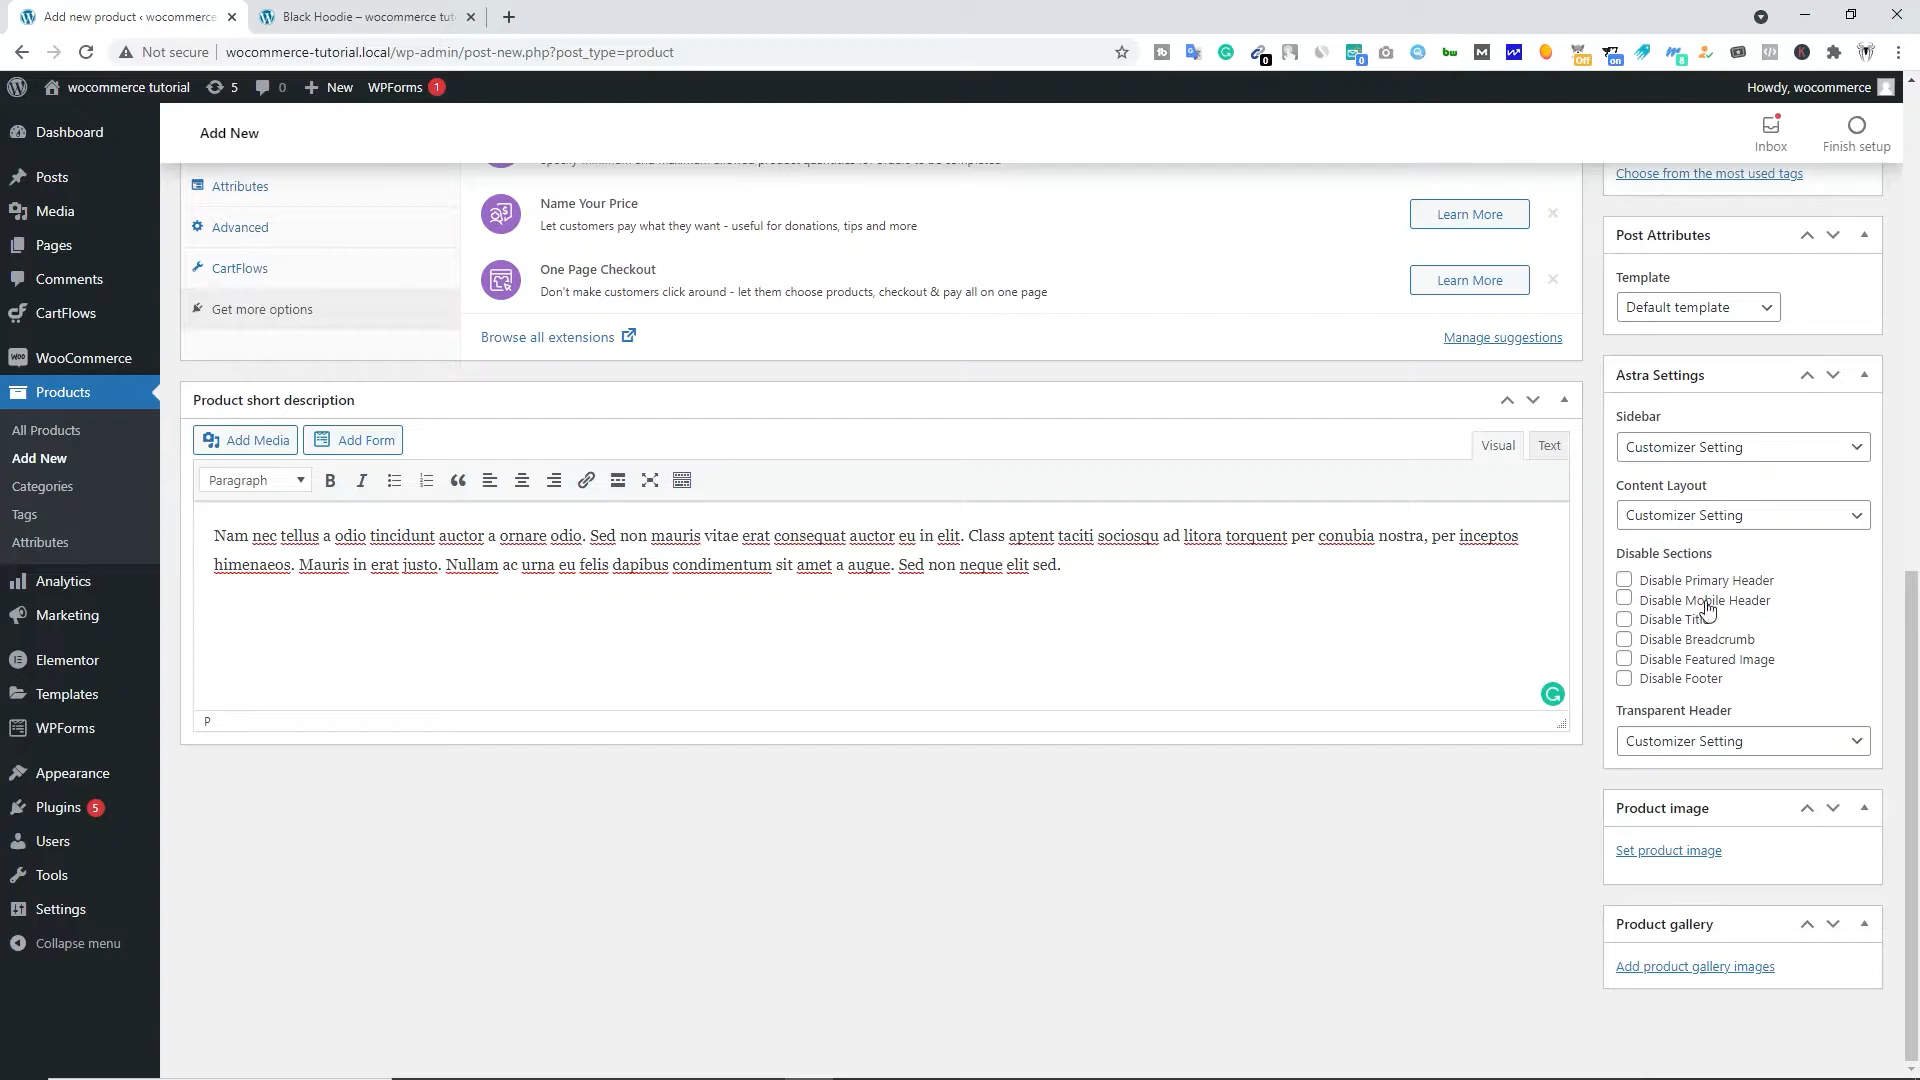 Add new product ‹ wocommerce
Black Hoodie – wocommerce tut
Not secure
wocommerce-tutorial.local/wp-admin/post-new.php?post_type=product
wocommerce tutorial
5
0
New
WPForms 1
Howdy, wocommerce
Add New
Inbox
Finish setup
Dashboard
Posts
Media
Pages
Comments
CartFlows
WooCommerce
Products
All Products
Add New
Categories
Tags
Attributes
Analytics
Marketing
Elementor
Templates
WPForms
Appearance
Plugins 5
Users
Tools
Settings
Collapse menu
Attributes
Advanced
CartFlows
Get more options
Name Your Price
Let customers pay what they want - useful for donations, tips and more
Learn More
One Page Checkout
Don't make customers click around - let them choose products, checkout & pay all on one page
Learn More
Browse all extensions
Manage suggestions
Product short description
Add Media
Add Form
Visual
Text
Paragraph
Nam nec tellus a odio tincidunt auctor a ornare odio. Sed non mauris vitae erat consequat auctor eu in elit. Class aptent taciti sociosqu ad litora torquent per conubia nostra, per inceptos
himenaeos. Mauris in erat justo. Nullam ac urna eu felis dapibus condimentum sit amet a augue. Sed non neque elit sed.
P
Choose from the most used tags
Post Attributes
Template
Default template
Astra Settings
Sidebar
Customizer Setting
Content Layout
Customizer Setting
Disable Sections
Disable Primary Header
Disable Mobile Header
Disable Title
Disable Breadcrumb
Disable Featured Image
Disable Footer
Transparent Header
Customizer Setting
Product image
Set product image
Product gallery
Add product gallery images